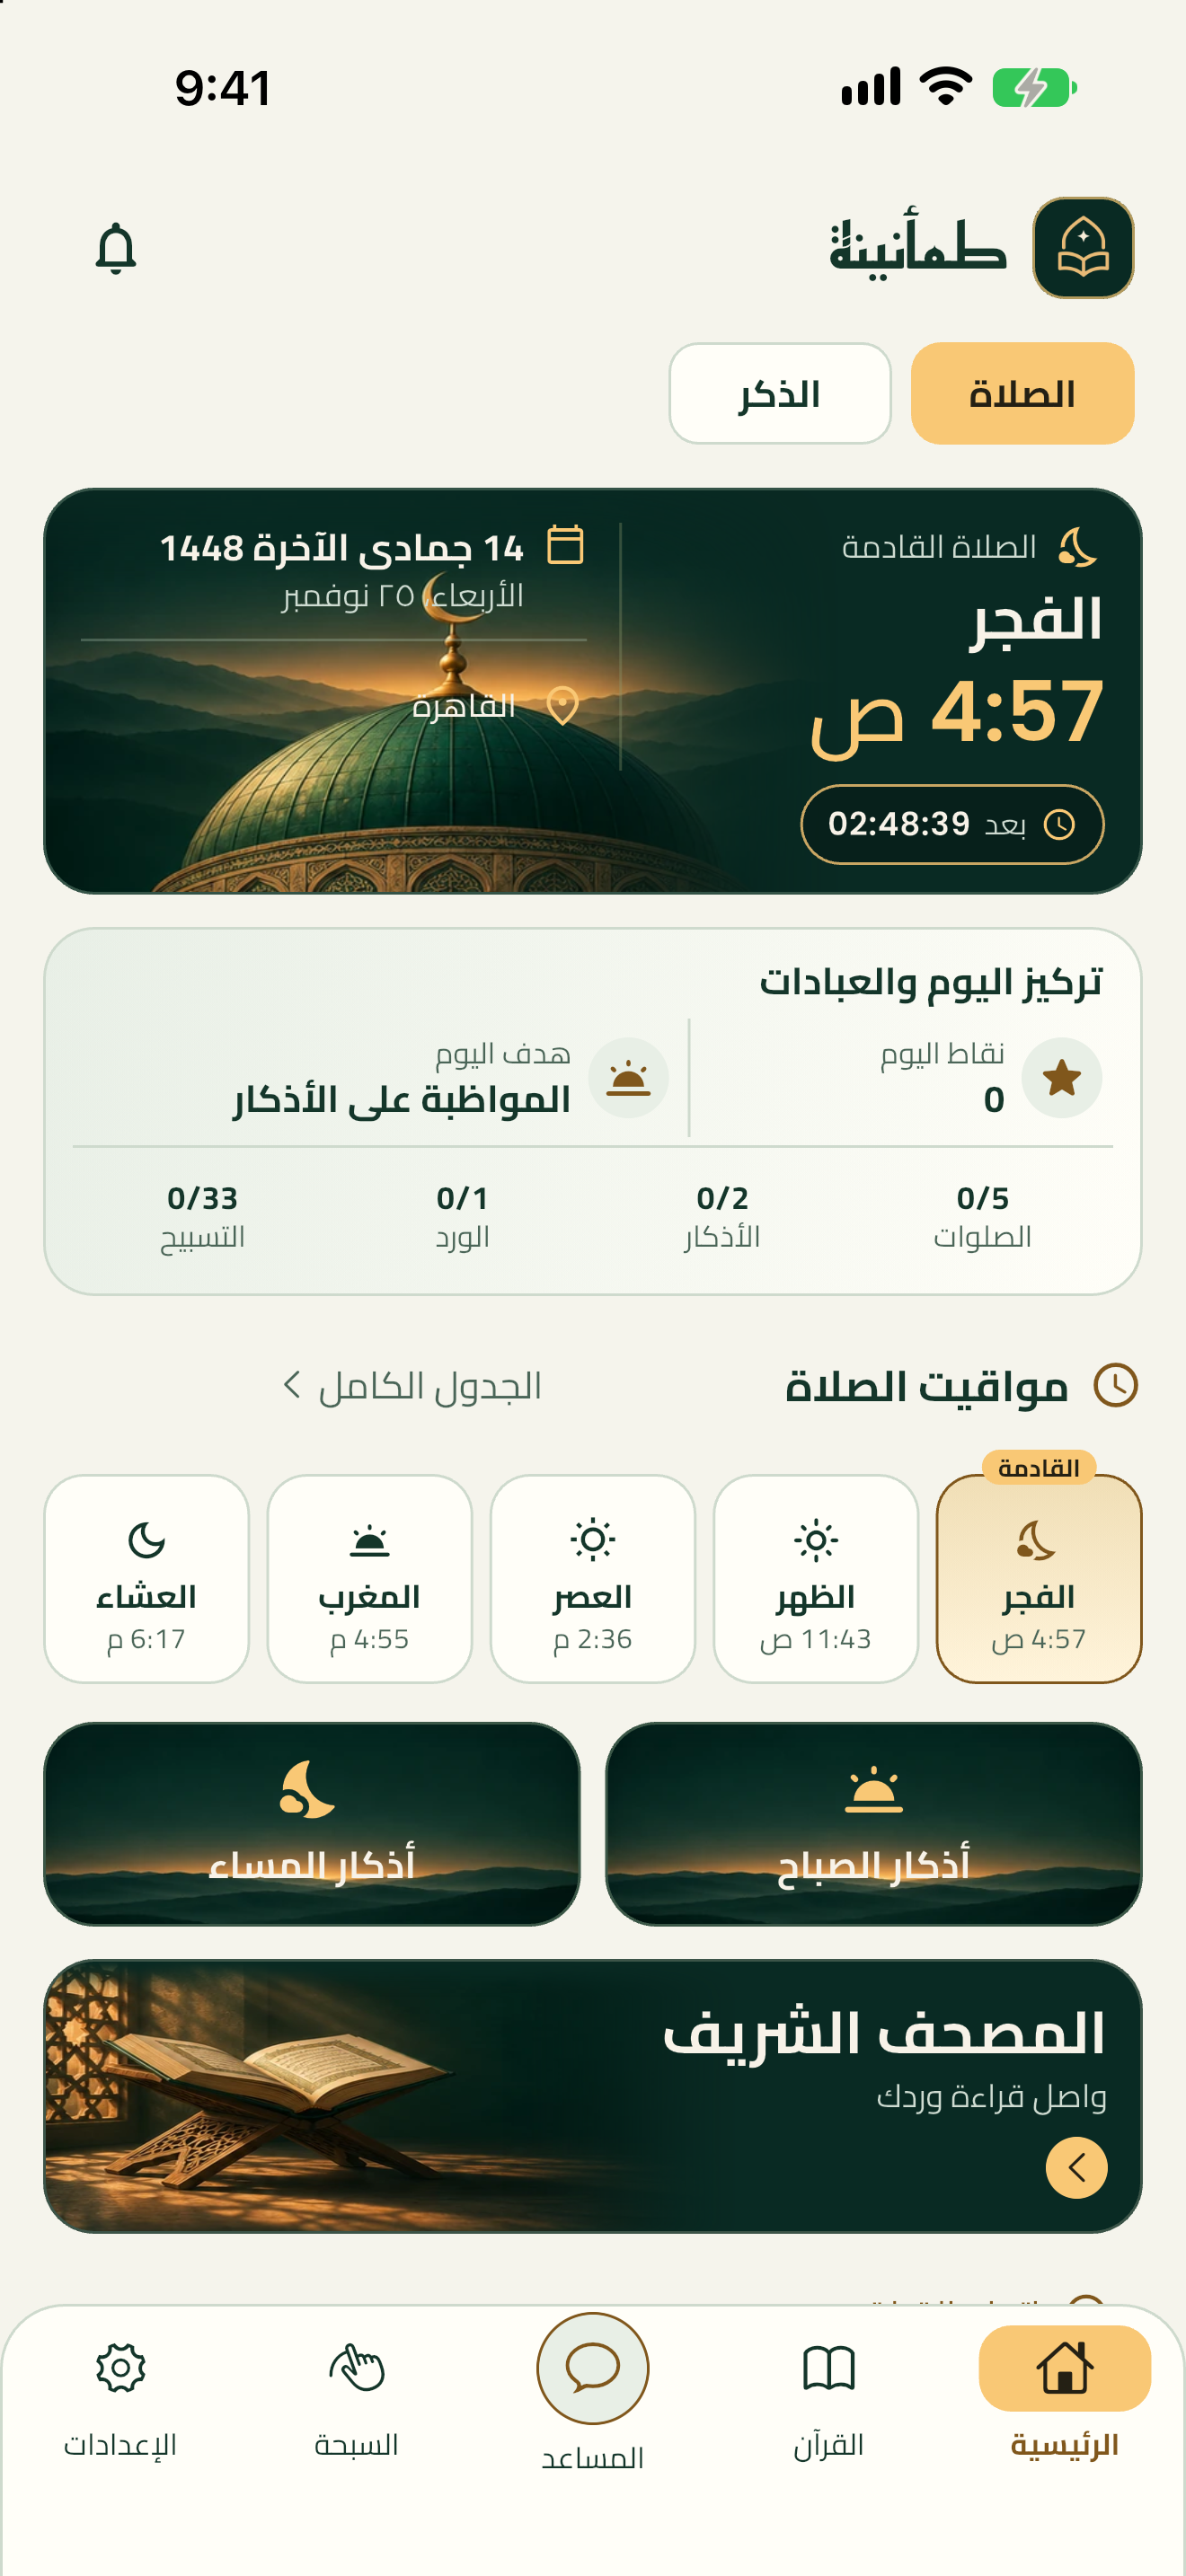 9:41
طمأنينة
الصلاة
الذكر
الصلاة القادمة
الفجر
4:57 ص
بعد 02:48:39
14 جمادى الآخرة 1448
الأربعاء، ٢٥ نوفمبر
القاهرة
تركيز اليوم والعبادات
نقاط اليوم
0
هدف اليوم
المواظبة على الأذكار
0/5
الصلوات
0/2
الأذكار
0/1
الورد
0/33
التسبيح
مواقيت الصلاة
الجدول الكامل
القادمة
الفجر
4:57 ص
الظهر
11:43 ص
العصر
2:36 م
المغرب
4:55 م
العشاء
6:17 م
أذكار الصباح
أذكار المساء
المصحف الشريف
واصل قراءة وردك
الرئيسية
القرآن
المساعد
السبحة
الإعدادات